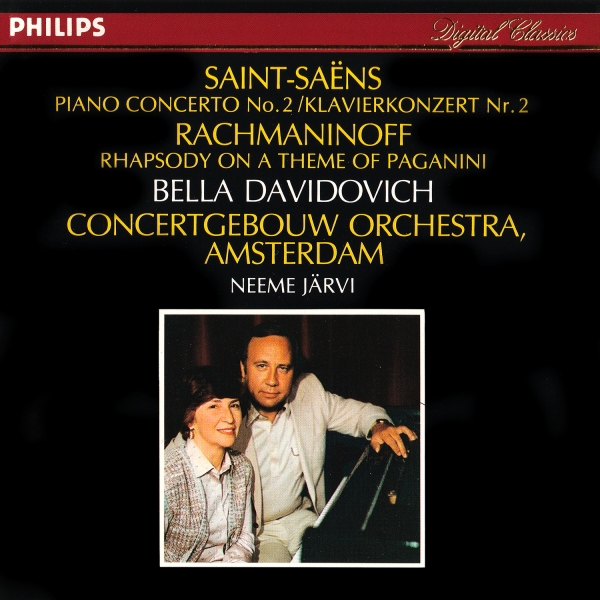 PHILIPS
Digital Classics
SAINT-SAËNS
PIANO CONCERTO No. 2/KLAVIERKONZERT Nr. 2
RACHMANINOFF
RHAPSODY ON A THEME OF PAGANINI
BELLA DAVIDOVICH
CONCERTGEBOUW ORCHESTRA,
AMSTERDAM
NEEME JÄRVI